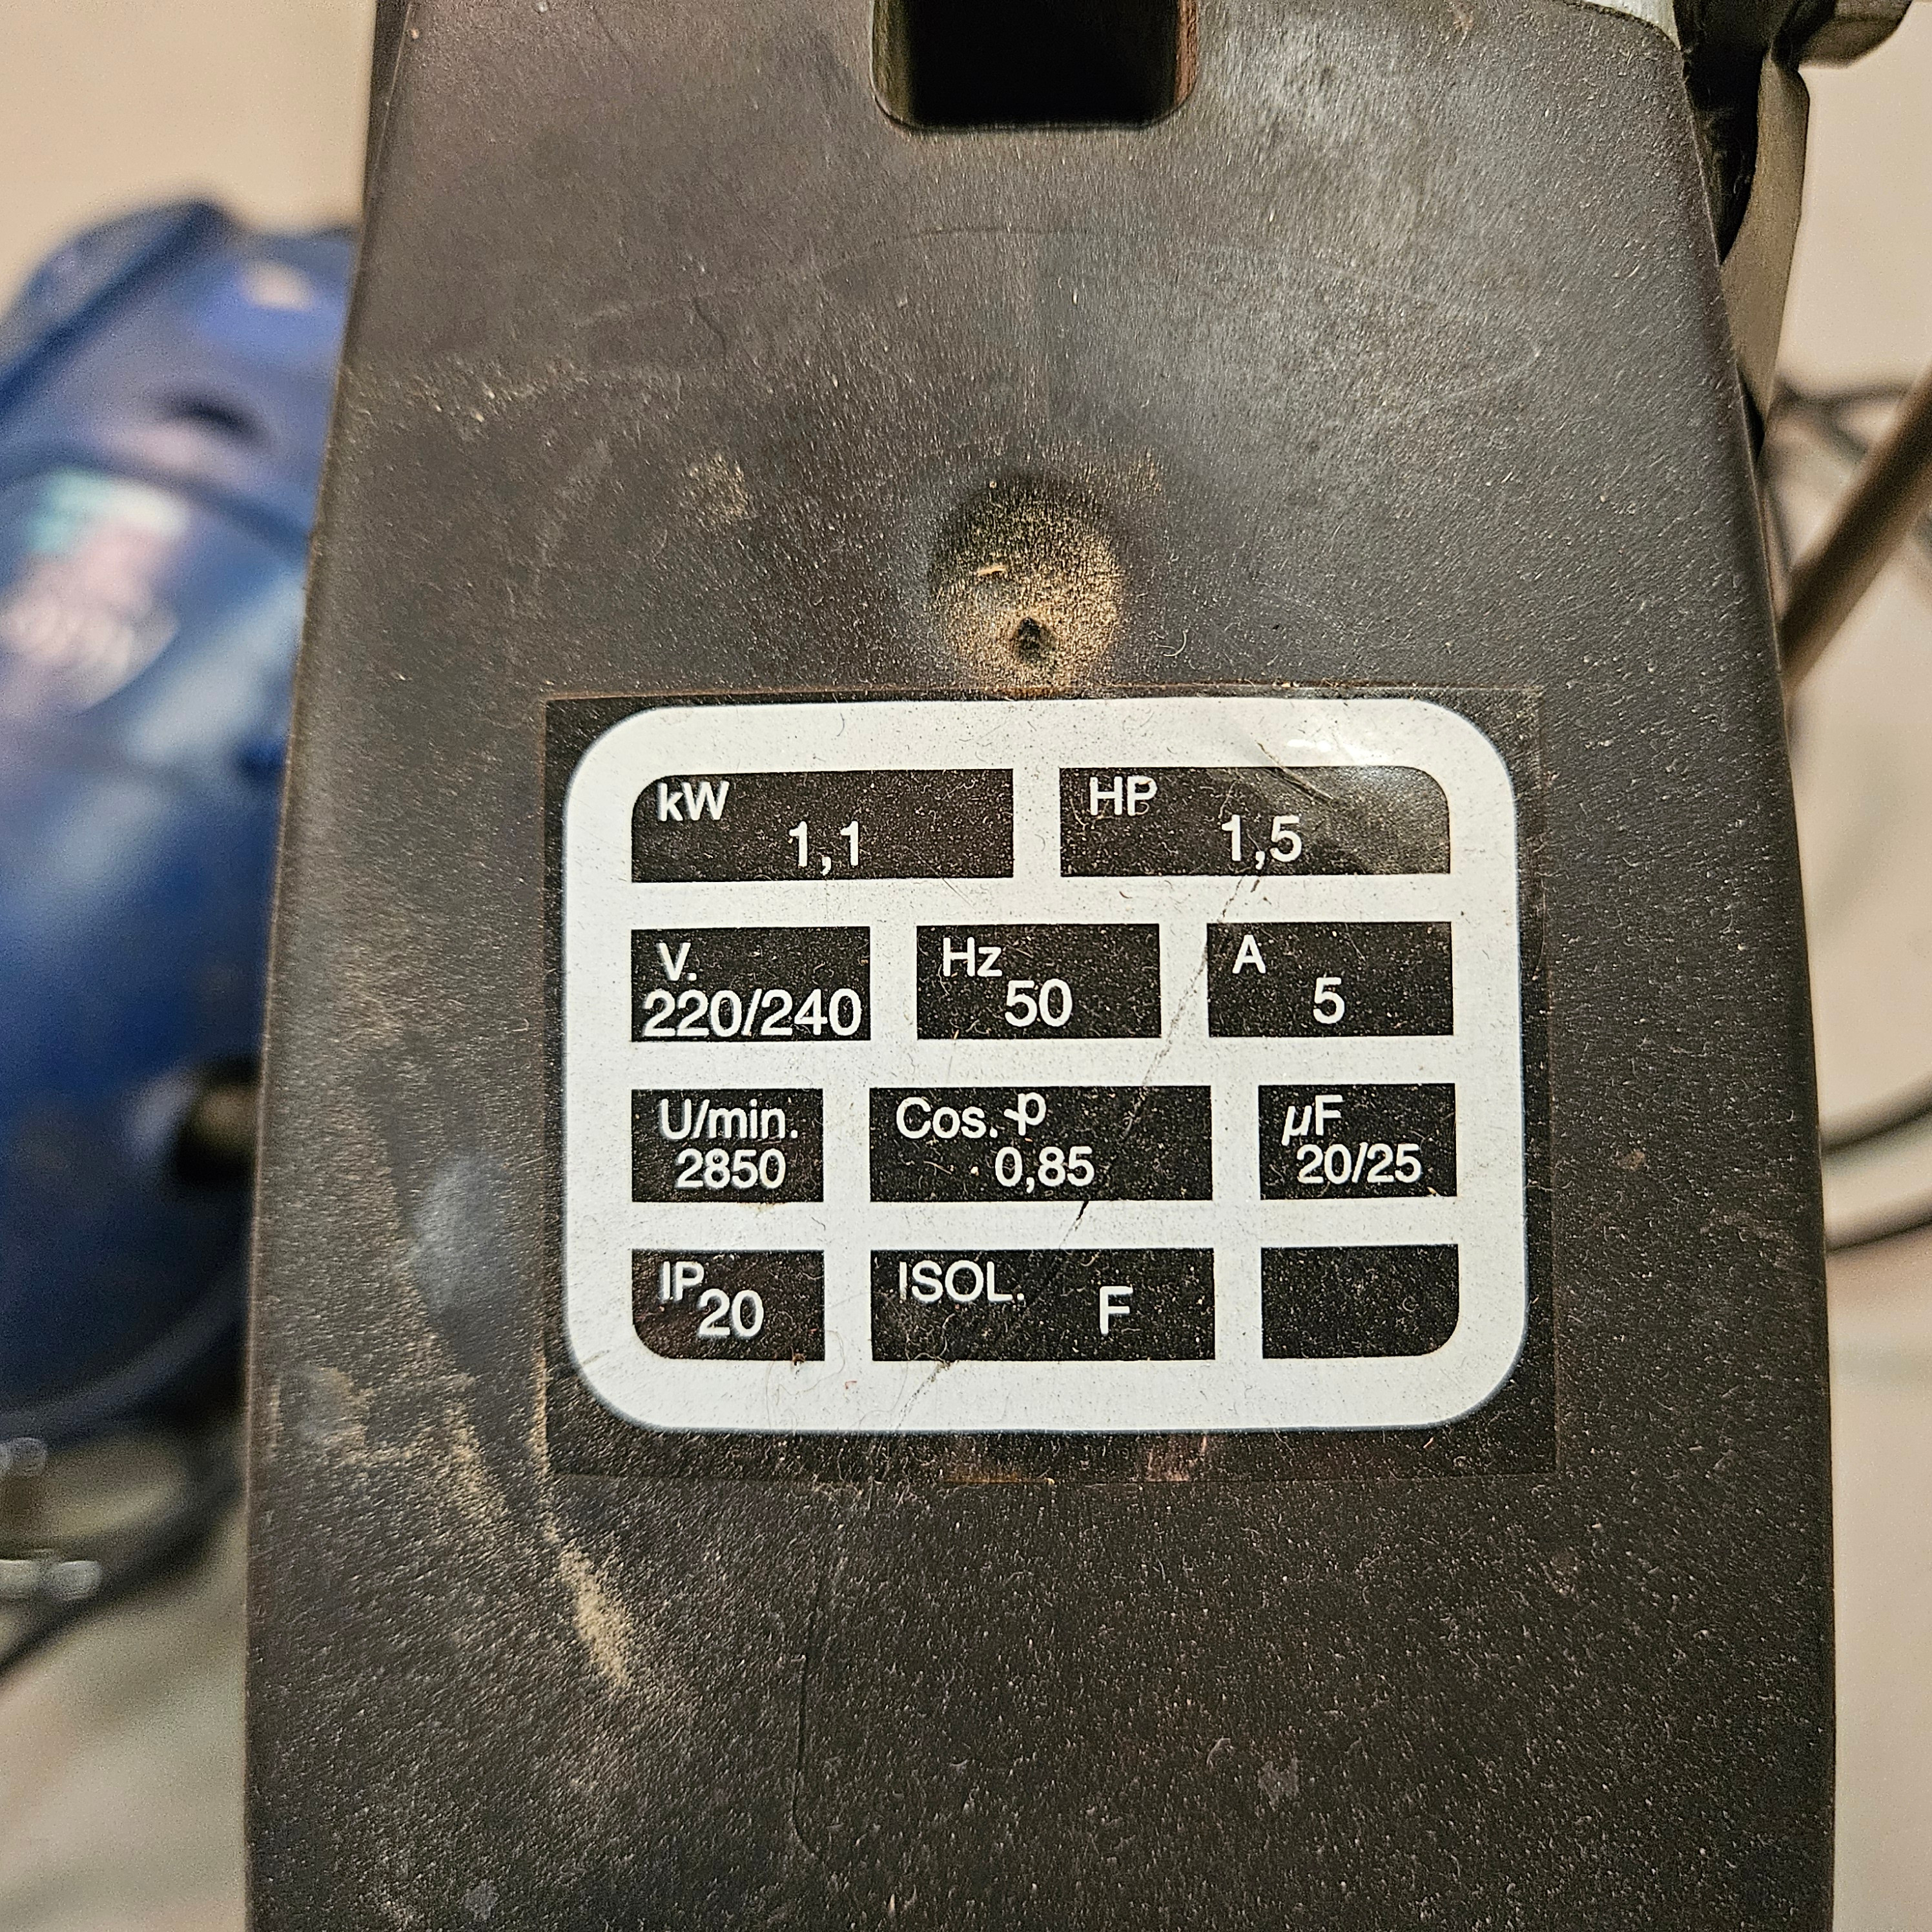 kW
1,1
HP
1,5
V.
220/240
Hz
50
A
5
U/min.
2850
Cos. φ
0,85
µF
20/25
IP
20
ISOL.
F